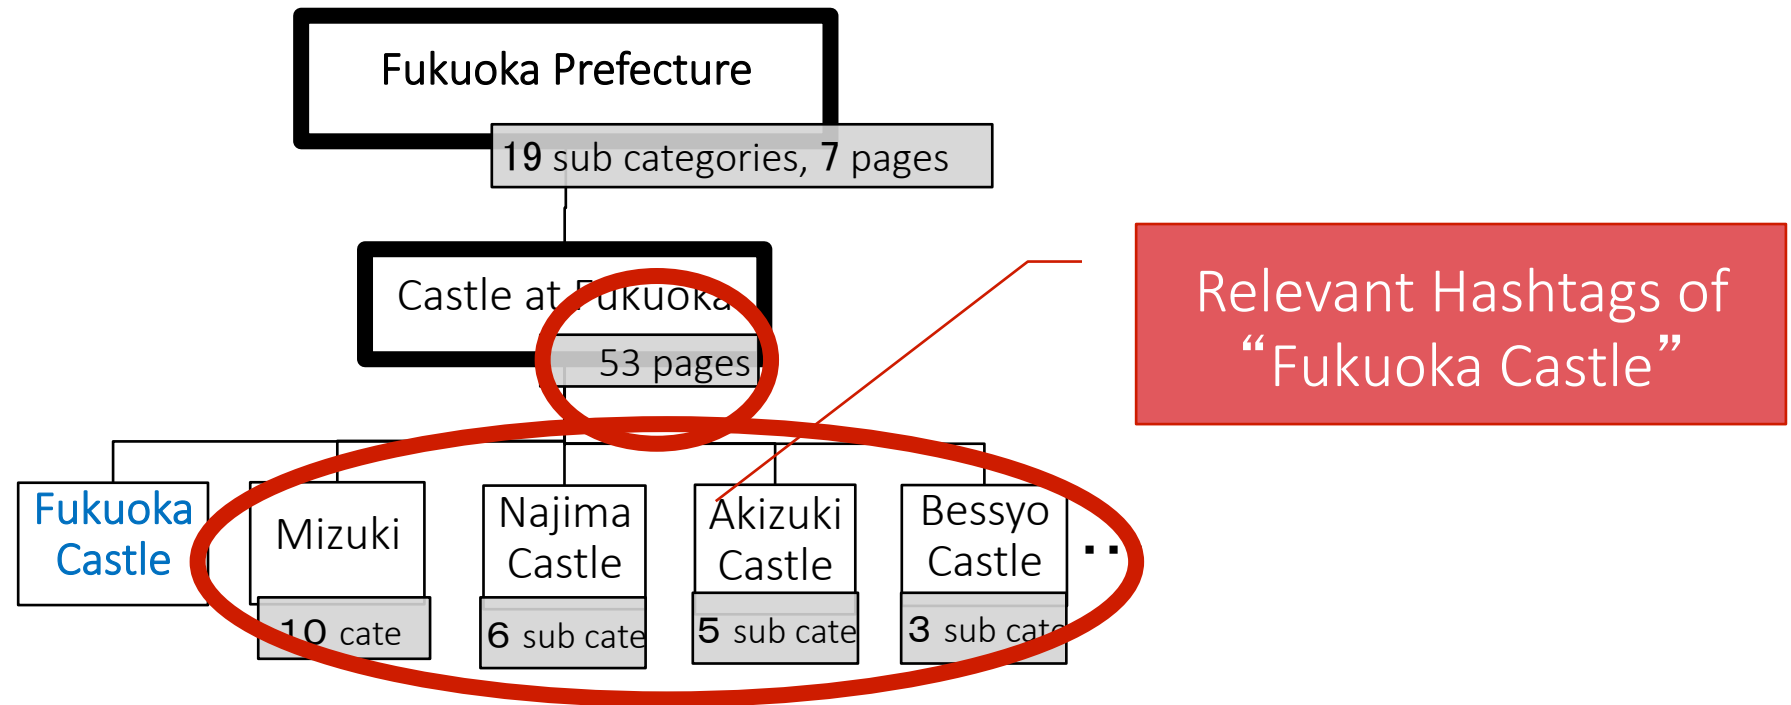 Fukuoka Prefecture
19 sub categories, 7 pages
Castle at Fukuoka
53 pages
Relevant Hashtags of
“Fukuoka Castle”
Fukuoka
Castle
Mizuki
10 cate
Najima
Castle
6 sub cate
Akizuki
Castle
5 sub cate
Bessyo
Castle
3 sub cate
..